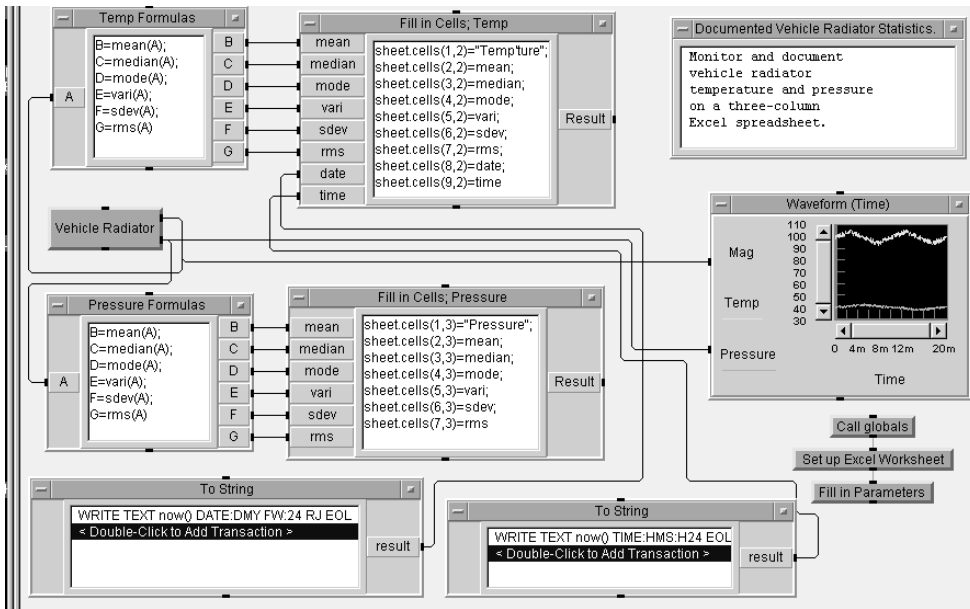 Temp Formulas
A
B=mean(A);
C=median(A);
D=mode(A);
E=vari(A);
F=sdev(A);
G=rms(A)
B
C
D
E
F
G
Fill in Cells; Temp
mean
median
mode
vari
sdev
rms
date
time
sheet.cells(1,2)="Temp'ture";
sheet.cells(2,2)=mean;
sheet.cells(3,2)=median;
sheet.cells(4,2)=mode;
sheet.cells(5,2)=vari;
sheet.cells(6,2)=sdev;
sheet.cells(7,2)=rms;
sheet.cells(8,2)=date;
sheet.cells(9,2)=time
Result
Documented Vehicle Radiator Statistics.
Monitor and document
vehicle radiator
temperature and pressure
on a three-column
Excel spreadsheet.
Vehicle Radiator
Waveform (Time)
Mag
Temp
Pressure
110
100
90
80
70
60
50
40
30
0 4m 8m 12m 20m
Time
Pressure Formulas
A
B=mean(A);
C=median(A);
D=mode(A);
E=vari(A);
F=sdev(A);
G=rms(A)
B
C
D
E
F
G
Fill in Cells; Pressure
mean
median
mode
vari
sdev
rms
sheet.cells(1,3)="Pressure";
sheet.cells(2,3)=mean;
sheet.cells(3,3)=median;
sheet.cells(4,3)=mode;
sheet.cells(5,3)=vari;
sheet.cells(6,3)=sdev;
sheet.cells(7,3)=rms
Result
Call globals
Set up Excel Worksheet
Fill in Parameters
To String
WRITE TEXT now() DATE:DMY FW:24 RJ EOL
< Double-Click to Add Transaction >
result
To String
WRITE TEXT now() TIME:HMS:H24 EOL
< Double-Click to Add Transaction >
result